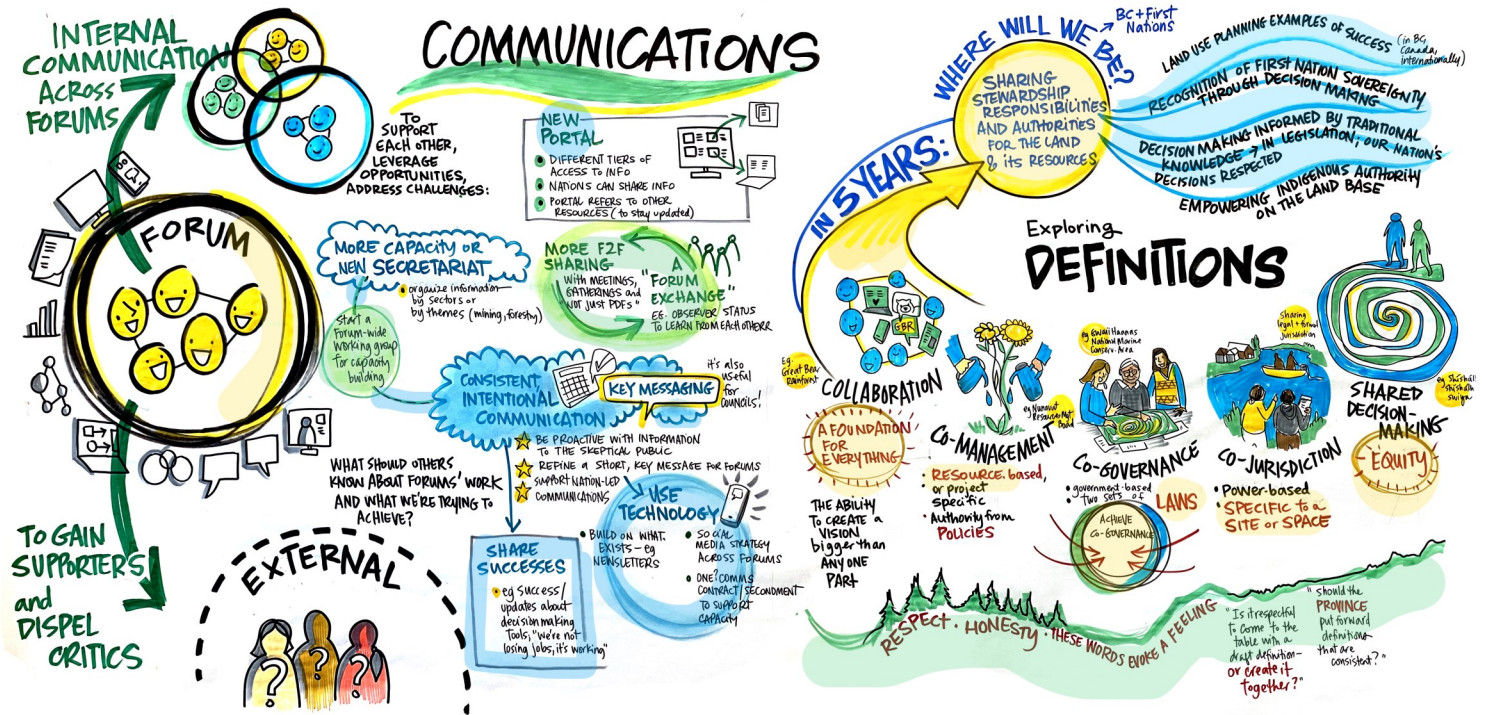 INTERNAL
COMMUNICATION
ACROSS
FORUMS
COMMUNICATIONS
TO
SUPPORT
EACH OTHER,
LEVERAGE
OPPORTUNITIES,
ADDRESS CHALLENGES:
NEW
PORTAL
DIFFERENT TIERS OF
ACCESS TO INFO
NATIONS CAN SHARE INFO
PORTAL REFERS TO OTHER
RESOURCES (to stay updated)
FORUM
MORE CAPACITY OR
NEW SECRETARIAT
organize information
by sectors or
by themes (mining, forestry)
start a
Forum-wide
working group
for capacity
building
MORE F2F
SHARING
With MEETINGS,
GATHERINGS and
"NOT JUST PDFs"
A
"FORUM
EXCHANGE"
EG. OBSERVER STATUS
TO LEARN FROM EACH OTHERR
CONSISTENT,
INTENTIONAL
COMMUNICATION
KEY MESSAGING
it's also
useful
for
COUNCILS!
BE PROACTIVE WITH INFORMATION
TO THE SKEPTICAL PUBLIC
REFINE A SHORT, KEY MESSAGE FOR FORUMS
SUPPORT NATION-LED
COMMUNICATIONS
WHAT SHOULD OTHERS
KNOW ABOUT FORUMS' WORK
AND WHAT WE'RE TRYING TO
ACHIEVE?
USE
TECHNOLOGY
BUILD ON WHAT
EXISTS - eg
NEWSLETTERS
SOCIAL
MEDIA STRATEGY
ACROSS FORUMS
ONE? COMMS
CONTRACT/SECONDMENT
TO SUPPORT
CAPACITY
SHARE
SUCCESSES
eg success/
updates about
decision making
tools; "we're not
losing jobs, it's working"
TO GAIN
SUPPORTERS
and
DISPEL
CRITICS
EXTERNAL
? ? ?
IN 5 YEARS:
WHERE WILL WE BE?
BC + First
Nations
SHARING
STEWARDSHIP
RESPONSIBILITIES
AND AUTHORITIES
FOR THE LAND
& its RESOURCES
LAND USE PLANNING EXAMPLES OF SUCCESS (in BC,
Canada,
internationally)
RECOGNITION OF FIRST NATION SOVEREIGNTY
THROUGH DECISION MAKING
DECISION MAKING INFORMED BY TRADITIONAL
KNOWLEDGE → IN LEGISLATION; OUR NATION'S
DECISIONS RESPECTED
EMPOWERING INDIGENOUS AUTHORITY
ON THE LAND BASE
Exploring
DEFINITIONS
GBR
Eg.
Great Bear
Rainforest
COLLABORATION
A FOUNDATION
FOR
EVERYTHING
THE ABILITY
TO CREATE A
VISION
bigger than
ANY ONE
PART
eg Nunavut
Resources Mgt
Board
CO-MANAGEMENT
RESOURCE-based,
or project
specific
Authority from
POLICIES
eg Gwaii Haanas
National Marine
Conserv. Area
CO-GOVERNANCE
government-based
two sets of LAWS
ACHIEVE
CO-GOVERNANCE
Sharing
legal + formal
jurisdiction
CO-JURISDICTION
Power-based
SPECIFIC to a
SITE or SPACE
SHARED
DECISION-
MAKING
EQUITY
RESPECT · HONESTY · THESE WORDS EVOKE A FEELING
"Is it respectful
to come to the
table with a
draft definition-
or create it
together?"
"should the
PROVINCE
put forward
definitions
that are
consistent?"